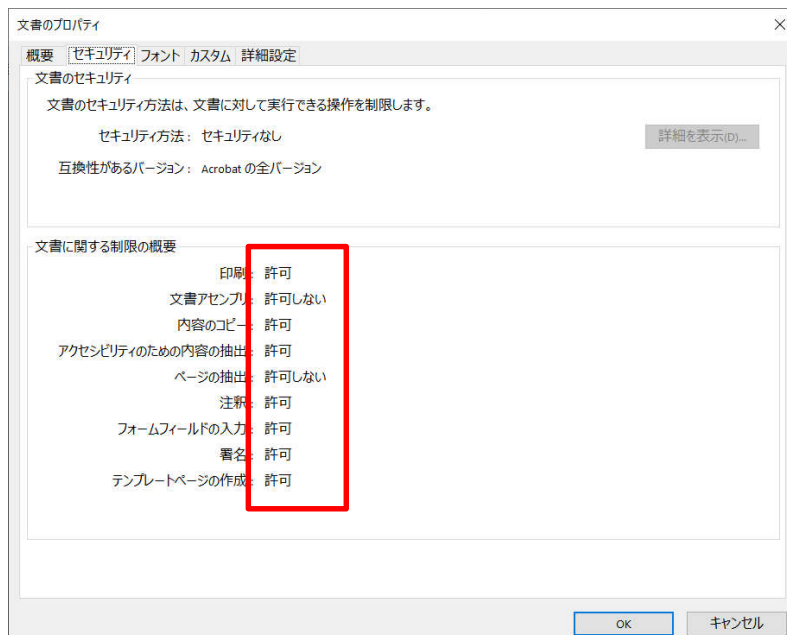 文書のプロパティ
概要 セキュリティ フォント カスタム 詳細設定
文書のセキュリティ
文書のセキュリティ方法は、文書に対して実行できる操作を制限します。
セキュリティ方法: セキュリティなし 詳細を表示(D)...
互換性があるバージョン: Acrobat の全バージョン
文書に関する制限の概要
印刷: 許可
文書アセンブリ: 許可しない
内容のコピー: 許可
アクセシビリティのための内容の抽出: 許可
ページの抽出: 許可しない
注釈: 許可
フォームフィールドの入力: 許可
署名: 許可
テンプレートページの作成: 許可
OK キャンセル